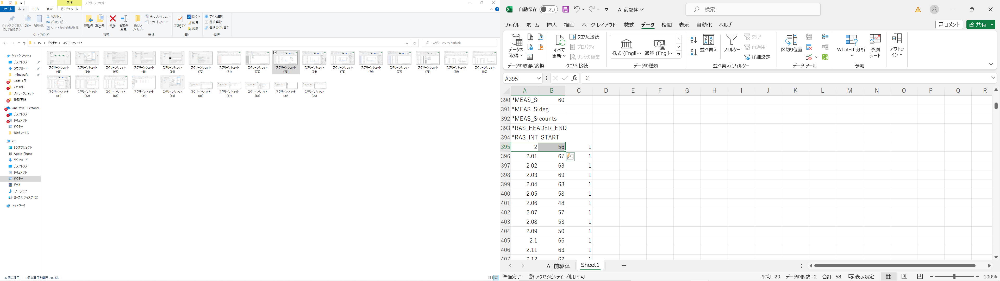 管理
スクリーンショット
ファイル
ホーム
共有
表示
ピクチャ ツール
クイック アクセスにピン留めする
コピー
貼り付け
切り取り
パスのコピー
ショートカットの貼り付け
クリップボード
移動先
コピー先
削除
名前の変更
整理
新しいフォルダー
新しいアイテム
ショートカット
新規
プロパティ
開く
編集
履歴
開く
すべて選択
選択解除
選択の切り替え
選択
PC
ピクチャ
スクリーンショット
スクリーンショットの検索
クイック アクセス
デスクトップ
ダウンロード
.minecraft
23年11月
231124
スクリーンショット
後期実験
OneDrive - Personal
デスクトップ
ドキュメント
ピクチャ
添付ファイル
PC
3D オブジェクト
Apple iPhone
ダウンロード
デスクトップ
ドキュメント
ピクチャ
ビデオ
ミュージック
ローカル ディスク (C:)
ネットワーク
スクリーンショット (65)
スクリーンショット (66)
スクリーンショット (67)
スクリーンショット (68)
スクリーンショット (69)
スクリーンショット (70)
スクリーンショット (71)
スクリーンショット (72)
スクリーンショット (73)
スクリーンショット (74)
スクリーンショット (75)
スクリーンショット (76)
スクリーンショット (77)
スクリーンショット (78)
スクリーンショット (79)
スクリーンショット (80)
スクリーンショット (81)
スクリーンショット (82)
スクリーンショット (83)
スクリーンショット (84)
スクリーンショット (85)
スクリーンショット (86)
スクリーンショット (87)
スクリーンショット (88)
スクリーンショット (89)
スクリーンショット (90)
26 個の項目
1 個の項目を選択 202 KB
自動保存
オフ
A_前駆体
検索
ファイル
ホーム
挿入
描画
ページ レイアウト
数式
データ
校閲
表示
自動化
ヘルプ
コメント
共有
データの取得
データの取得と変換
すべて更新
クエリと接続
プロパティ
リンクの編集
クエリと接続
株式 (Engli…
通貨 (Engli…
データの種類
並べ替え
フィルター
クリア
再適用
詳細設定
並べ替えとフィルター
区切り位置
データ ツール
What-If 分析
予測シート
予測
アウトライン
A395
fx
2
A B C D E F G H I J K L M N O P Q R
390 *MEAS_S 60
391 *MEAS_S deg
392 *MEAS_S counts
393 *RAS_HEADER_END
394 *RAS_INT_START
395 2 56 1
396 2.01 67 1
397 2.02 63 1
398 2.03 69 1
399 2.04 63 1
400 2.05 58 1
401 2.06 48 1
402 2.07 57 1
403 2.08 53 1
404 2.09 50 1
405 2.1 66 1
406 2.11 63 1
407 2.12 62 1
A_前駆体
Sheet1
準備完了
アクセシビリティ: 利用不可
平均: 29
データの個数: 2
合計: 58
表示設定
100%